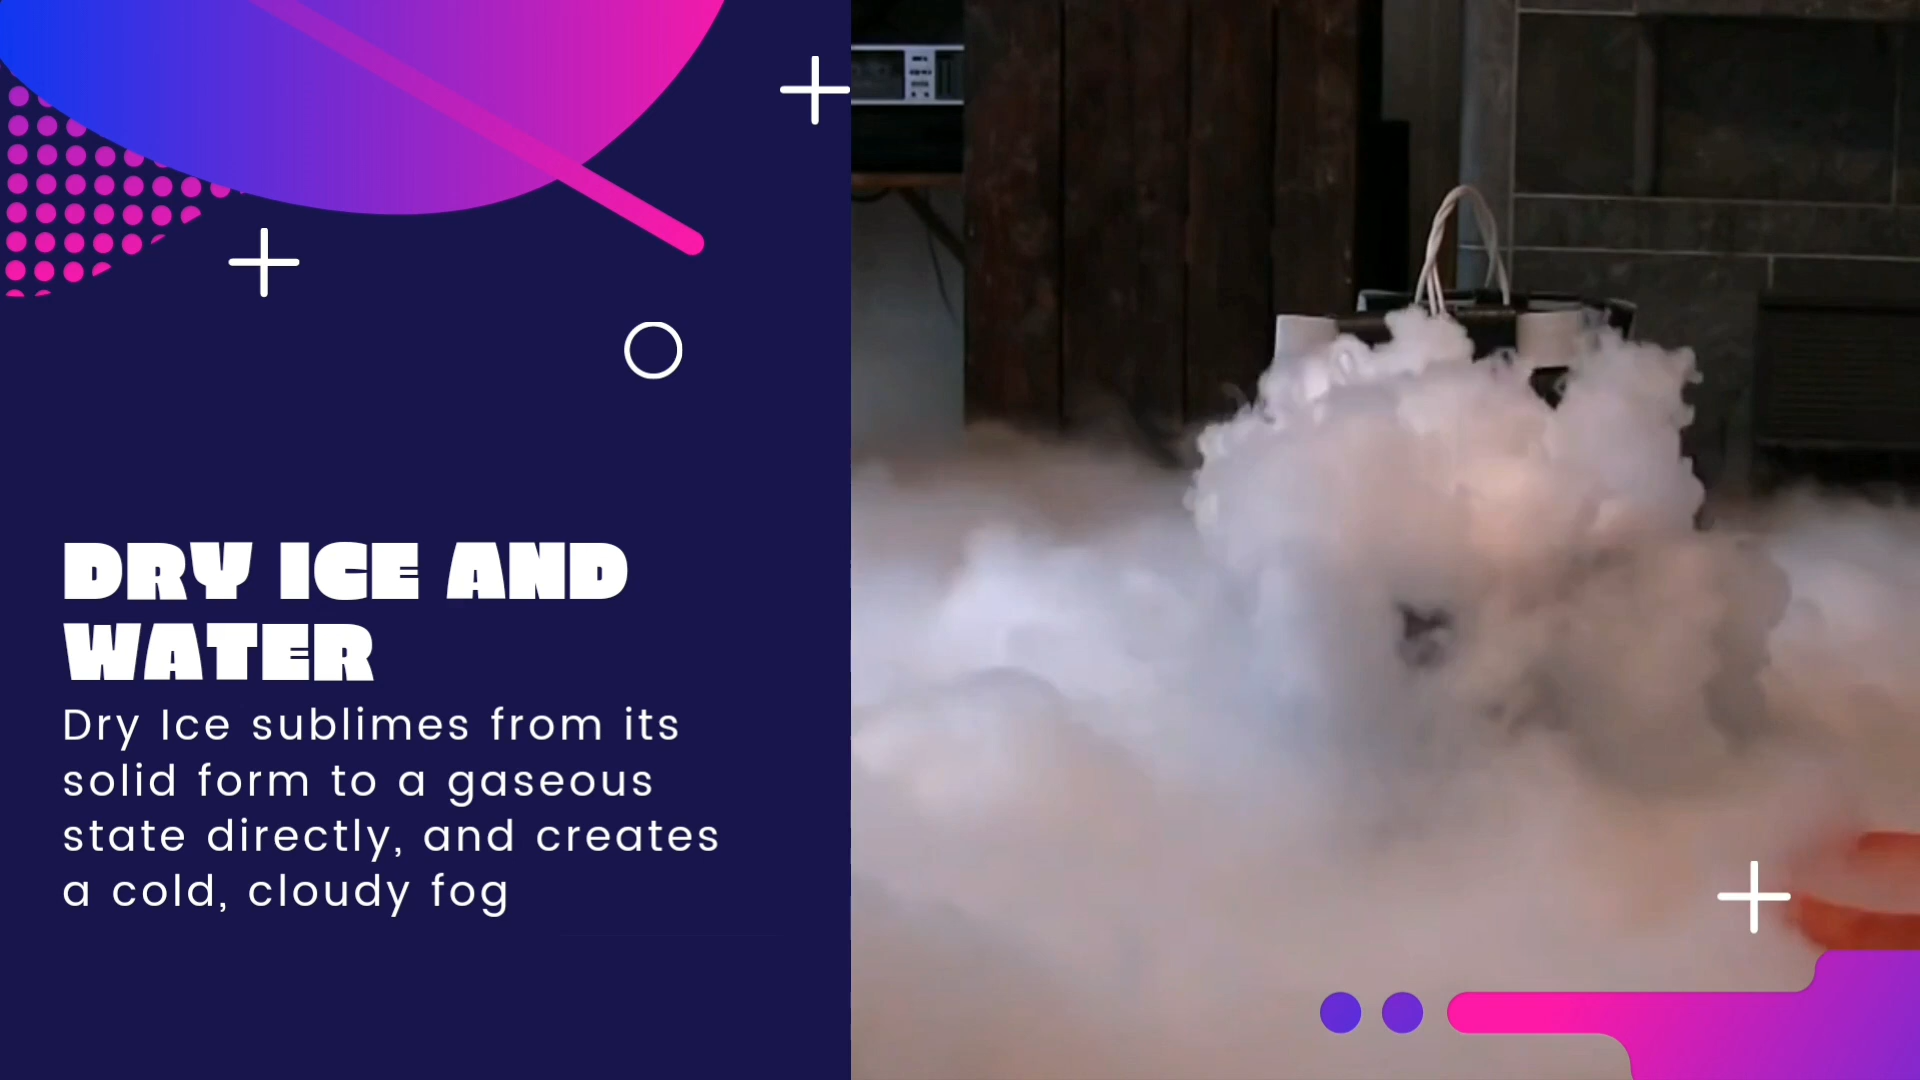 DRY ICE AND
WATER
Dry Ice sublimes from its
solid form to a gaseous
state directly, and creates
a cold, cloudy fog